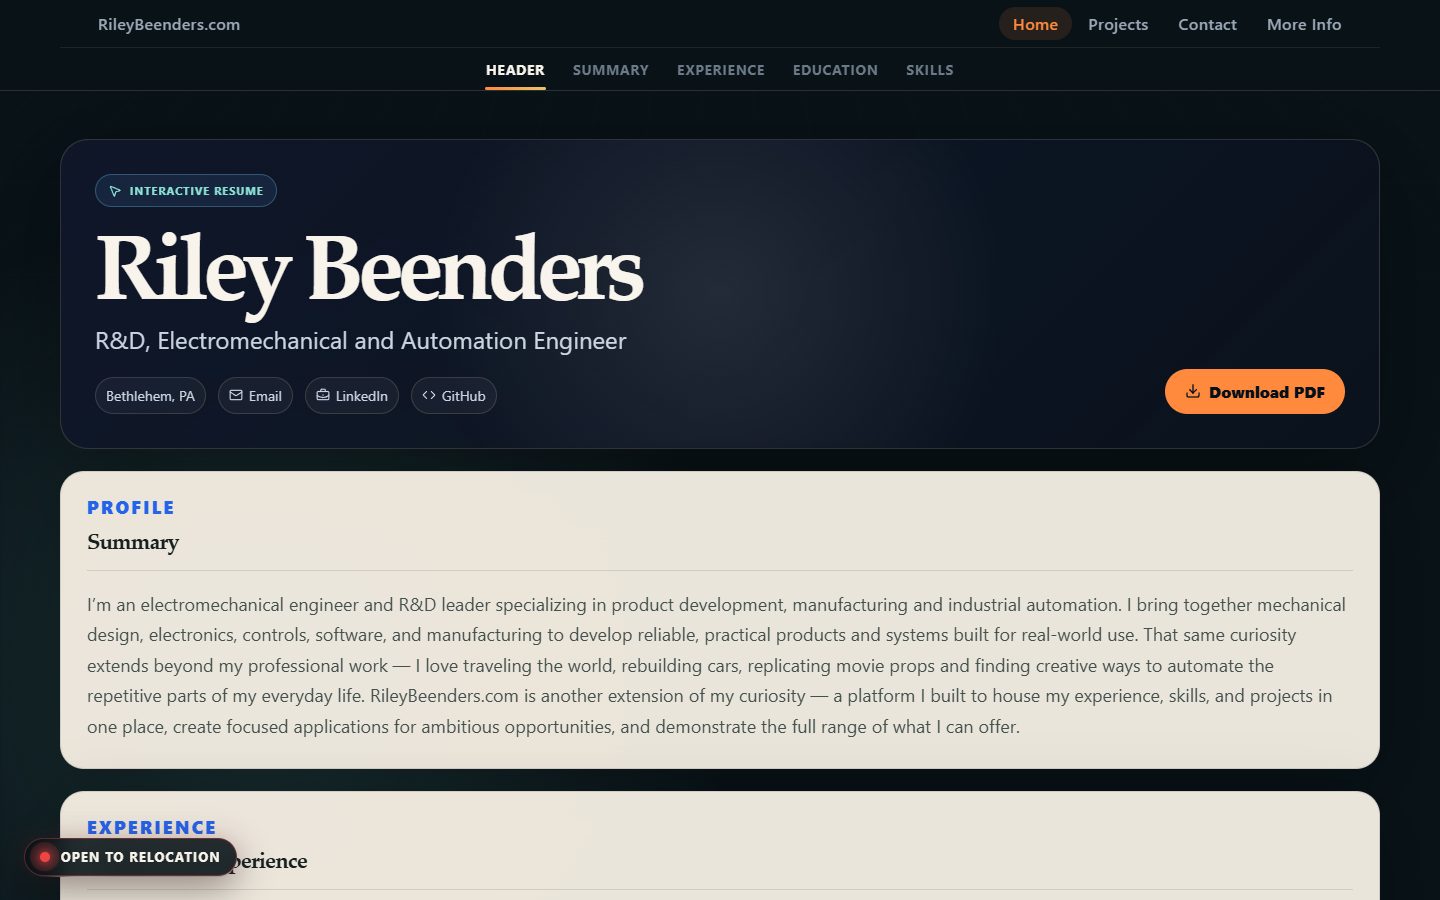 RileyBeenders.com
Home
Projects
Contact
More Info
HEADER
SUMMARY
EXPERIENCE
EDUCATION
SKILLS
INTERACTIVE RESUME
Riley Beenders
R&D, Electromechanical and Automation Engineer
Bethlehem, PA
Email
LinkedIn
GitHub
Download PDF
PROFILE
Summary
I’m an electromechanical engineer and R&D leader specializing in product development, manufacturing and industrial automation. I bring together mechanical
design, electronics, controls, software, and manufacturing to develop reliable, practical products and systems built for real-world use. That same curiosity
extends beyond my professional work — I love traveling the world, rebuilding cars, replicating movie props and finding creative ways to automate the
repetitive parts of my everyday life. RileyBeenders.com is another extension of my curiosity — a platform I built to house my experience, skills, and projects in
one place, create focused applications for ambitious opportunities, and demonstrate the full range of what I can offer.
EXPERIENCE
OPEN TO RELOCATION